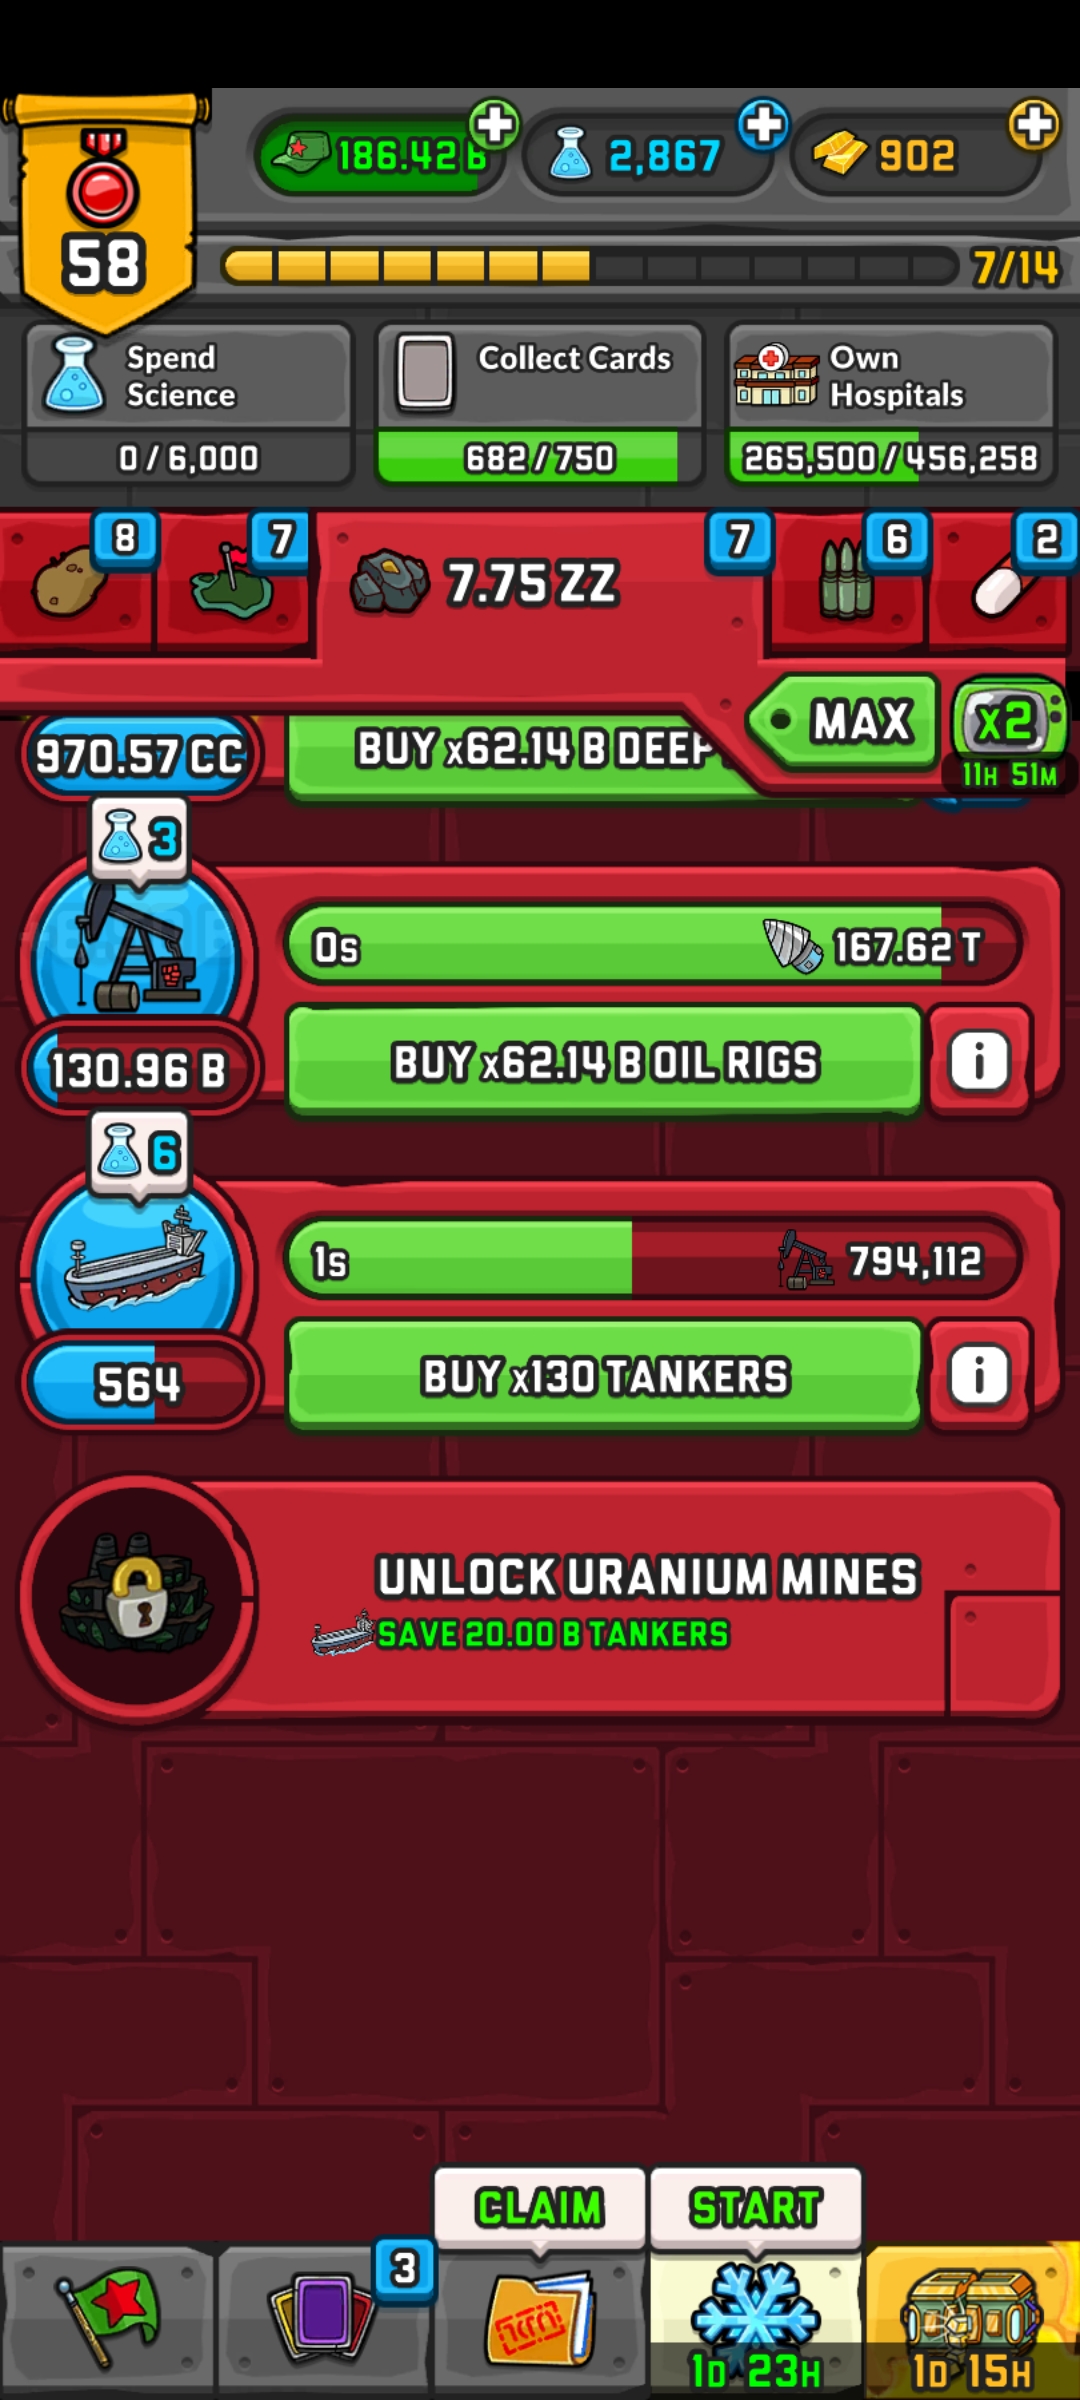 186.42 B
2,867
902
58
7/14
Spend
Science
0 / 6,000
Collect Cards
682 / 750
Own
Hospitals
265,500 / 456,258
8
7
7.75 ZZ
7
6
2
MAX
x2
11H 51M
970.57 CC
BUY x62.14 B DEEP
3
0s
167.62 T
130.96 B
BUY x62.14 B OIL RIGS
i
6
1s
794,112
564
BUY x130 TANKERS
i
UNLOCK URANIUM MINES
SAVE 20.00 B TANKERS
CLAIM
START
3
1D 23H
1D 15H